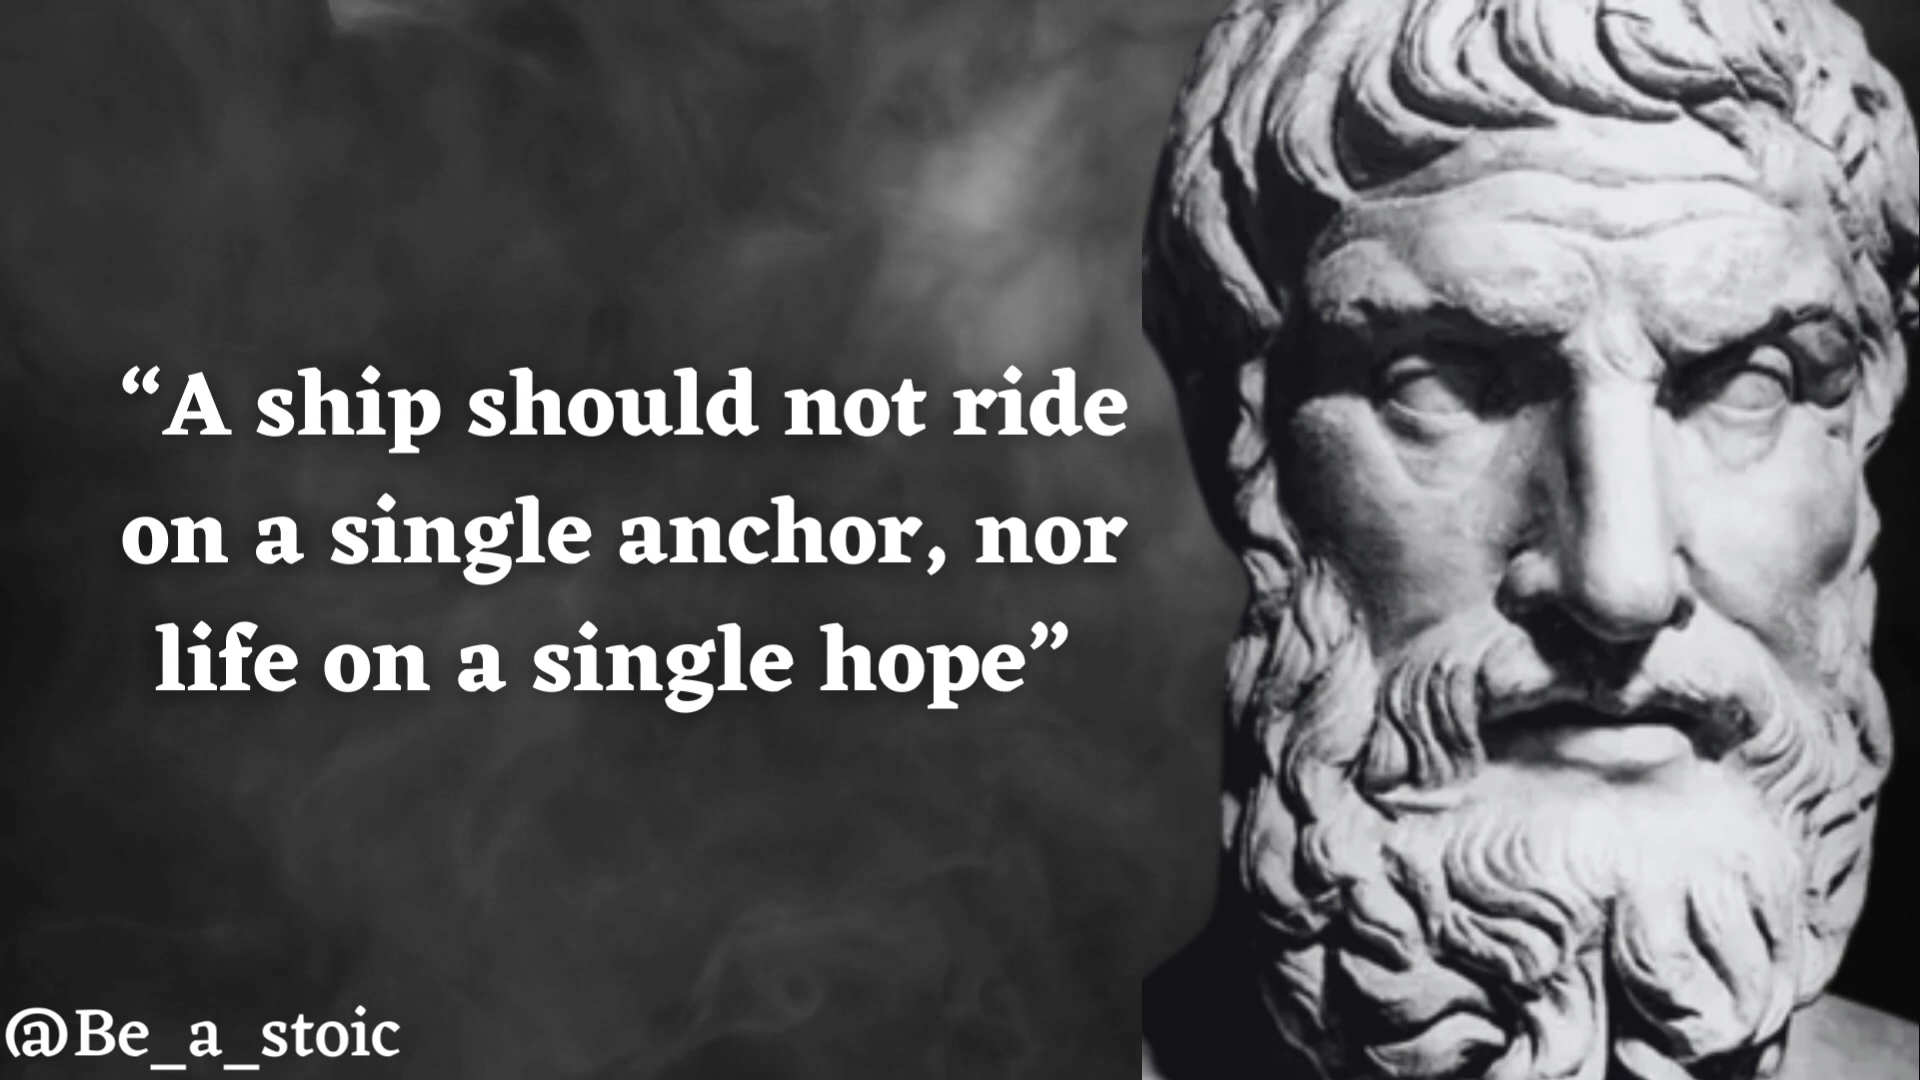 “A ship should not ride
on a single anchor, nor
life on a single hope”
@Be_a_stoic